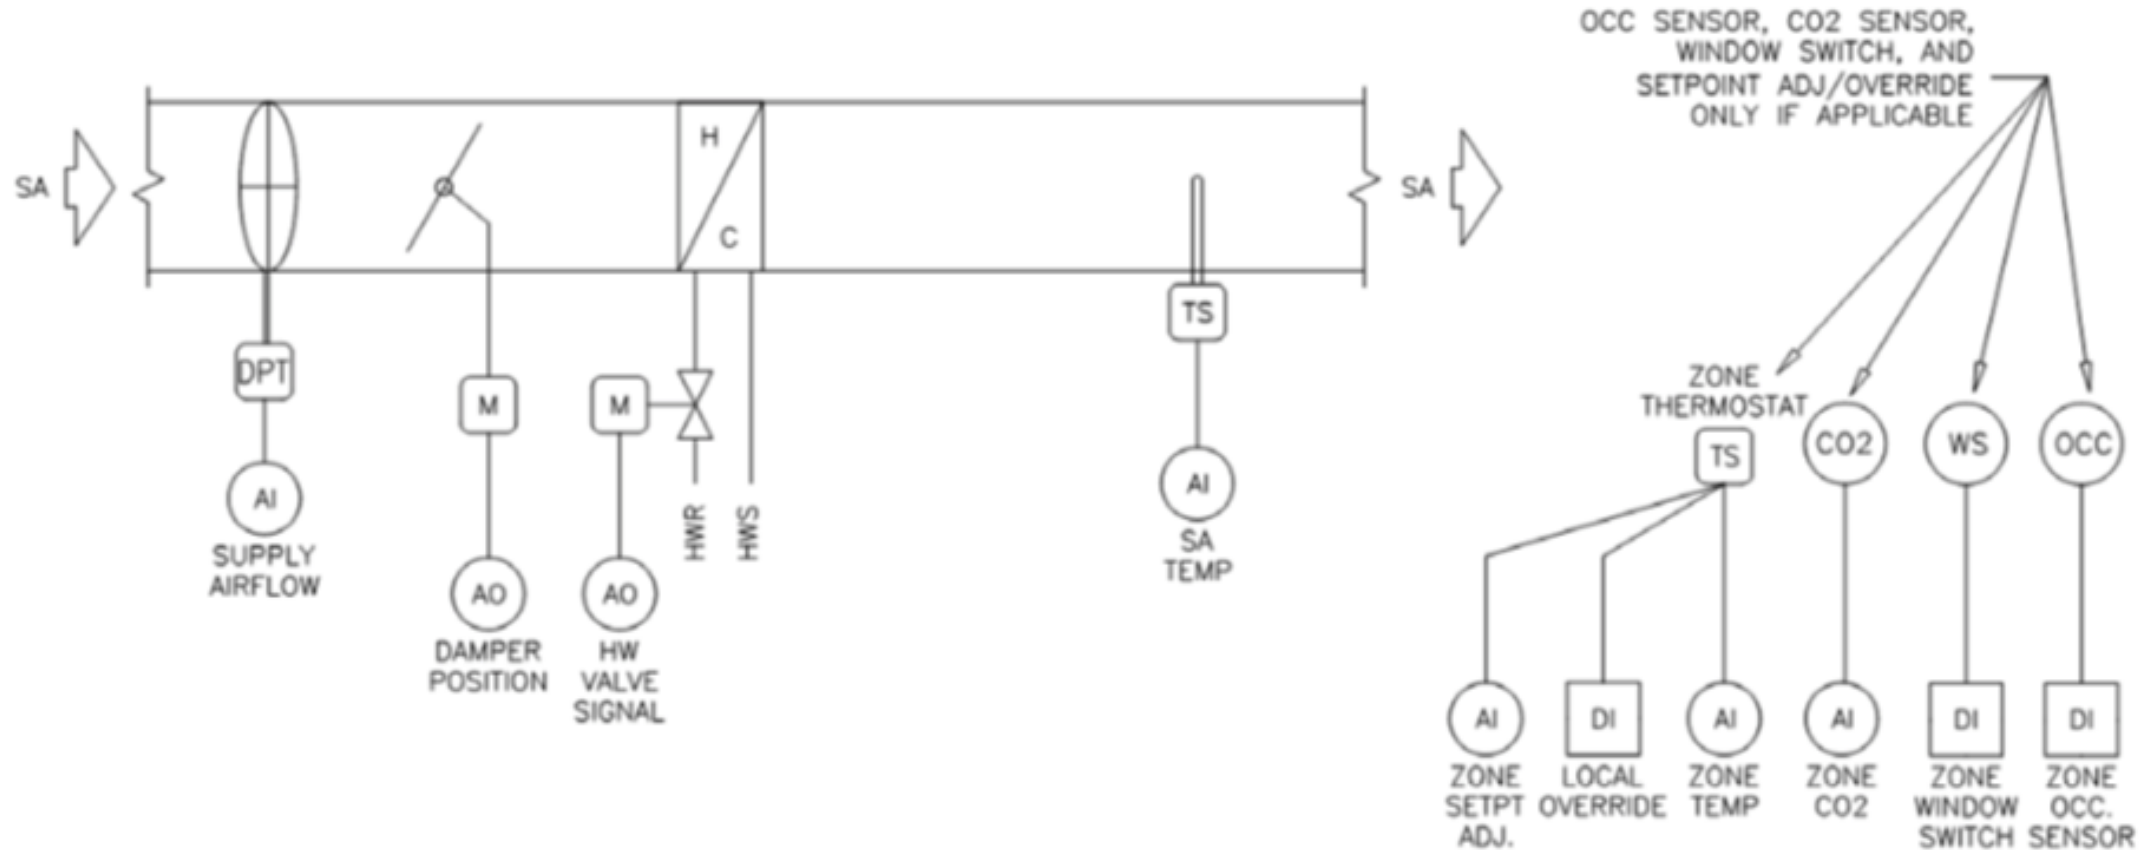 OCC SENSOR, CO2 SENSOR,
WINDOW SWITCH, AND
SETPOINT ADJ/OVERRIDE
ONLY IF APPLICABLE
SA
H
C
SA
TS
DPT
M
M
AI
SUPPLY
AIRFLOW
HWR
HWS
AI
SA
TEMP
AO
DAMPER
POSITION
AO
HW
VALVE
SIGNAL
ZONE
THERMOSTAT
TS
CO2
WS
OCC
AI
ZONE
SETPT
ADJ.
DI
LOCAL
OVERRIDE
AI
ZONE
TEMP
AI
ZONE
CO2
DI
ZONE
WINDOW
SWITCH
DI
ZONE
OCC.
SENSOR